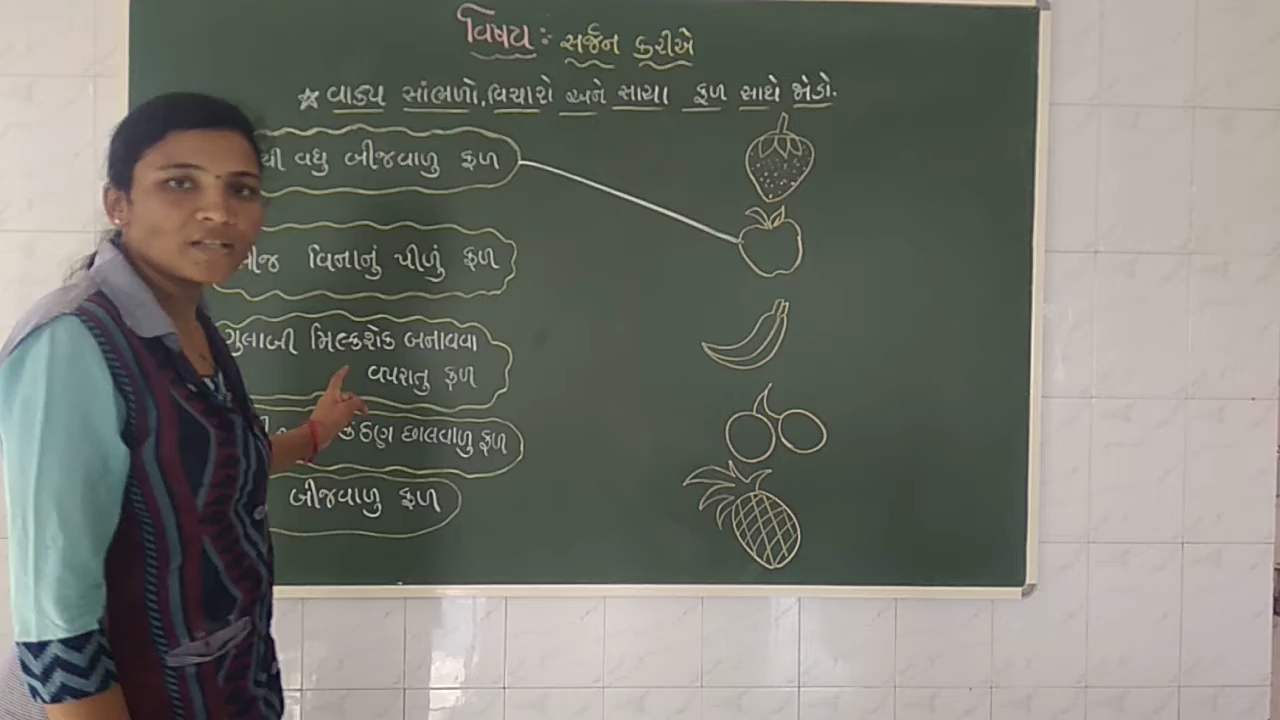 વિષય : સર્જન કરીએ
★ વાક્ય સાંભળો, વિચારો અને સાચા ફળ સાથે જોડો.
થી વધુ બીજવાળુ ફળ
બીજ વિનાનું પીળું ફળ
ગુલાબી મિલ્કશેક બનાવવા
વપરાતુ ફળ
કઠણ છાલવાળુ ફળ
બીજવાળુ ફળ